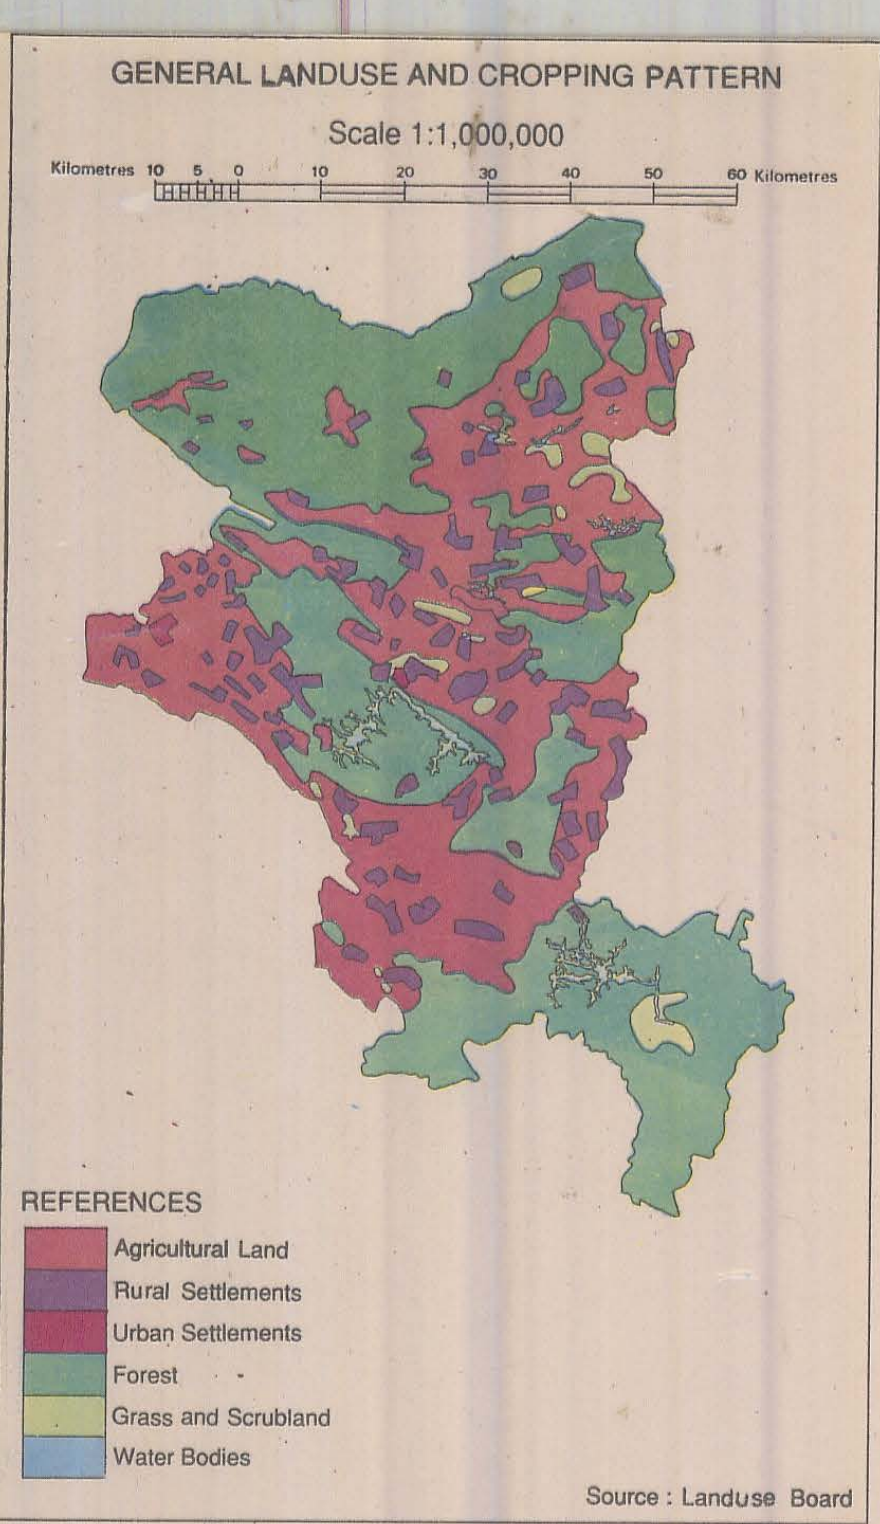 GENERAL LANDUSE AND CROPPING PATTERN
Scale 1:1,000,000
Kilometres 10 5 0 10 20 30 40 50 60 Kilometres
REFERENCES
Agricultural Land
Rural Settlements
Urban Settlements
Forest
Grass and Scrubland
Water Bodies
Source : Landuse Board